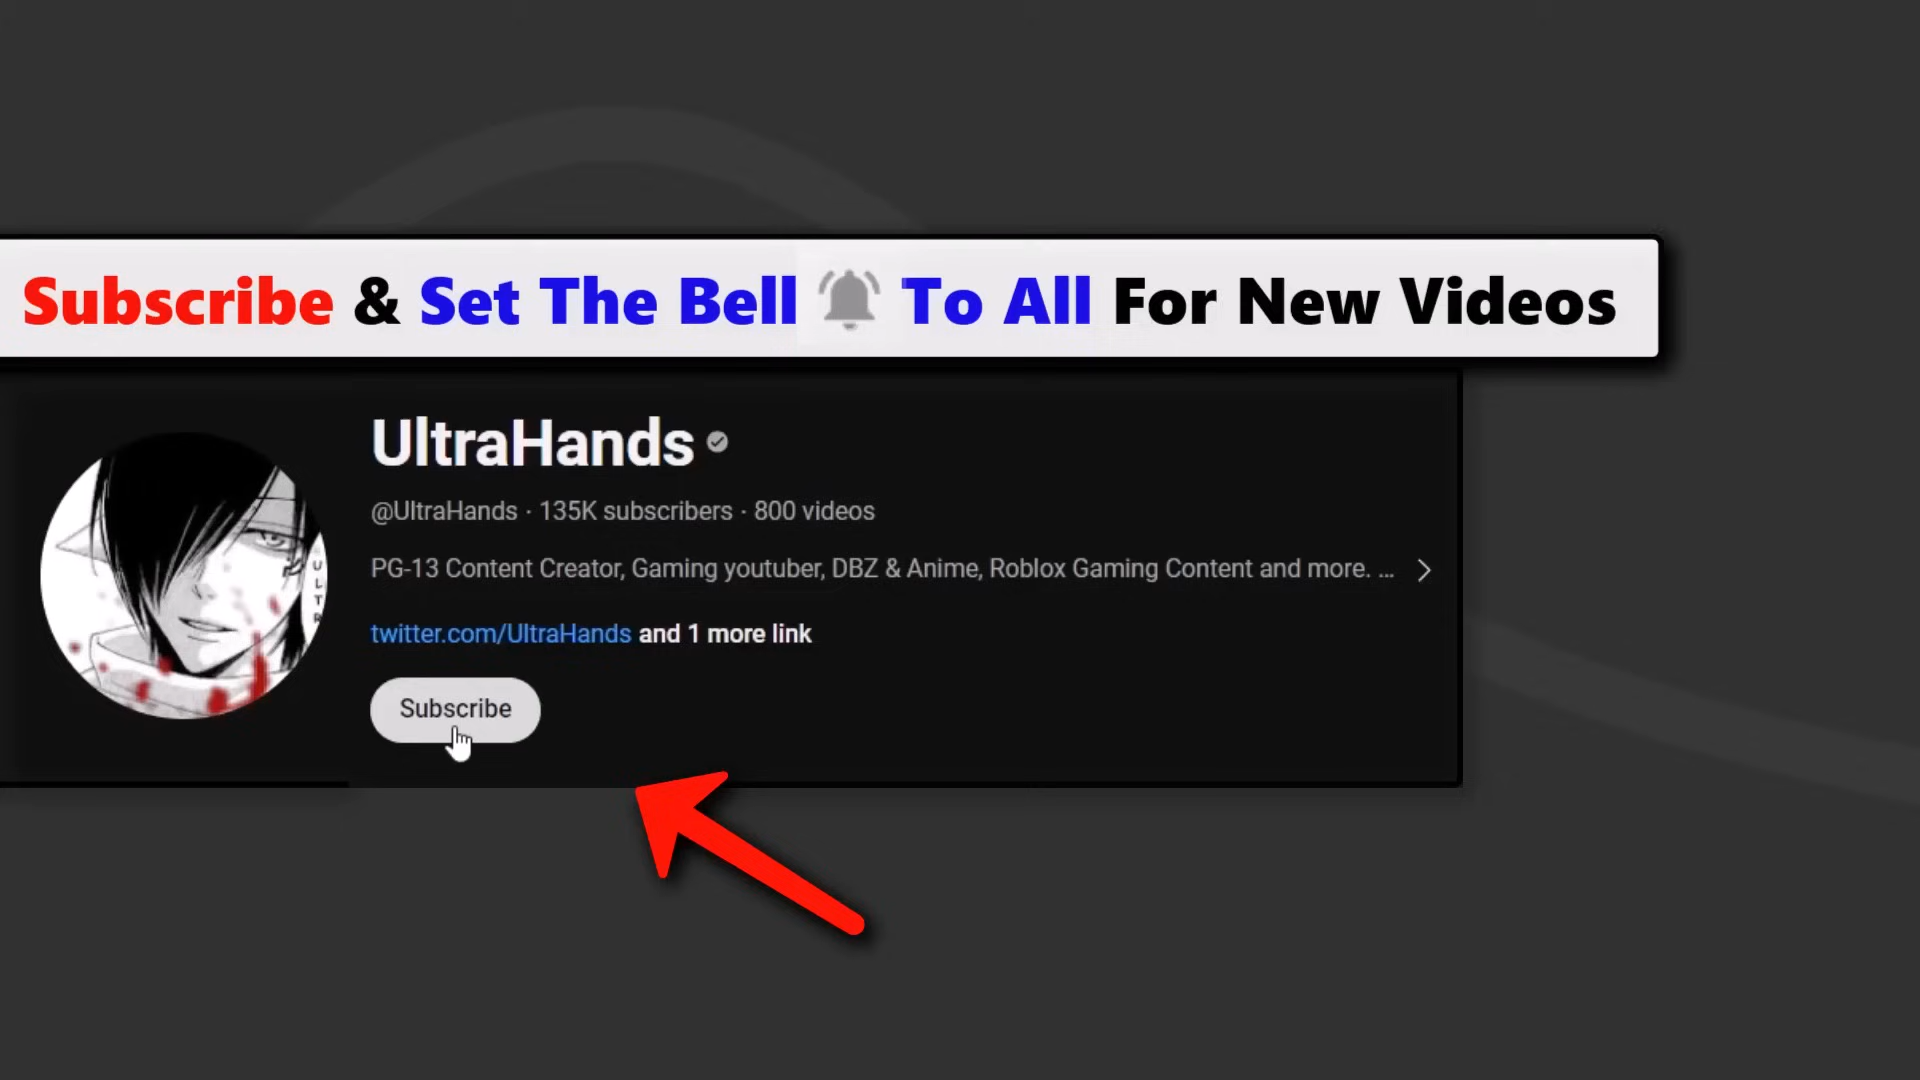 Subscribe & Set The Bell To All For New Videos
UltraHands
@UltraHands · 135K subscribers · 800 videos
PG-13 Content Creator, Gaming youtuber, DBZ & Anime, Roblox Gaming Content and more. ...
twitter.com/UltraHands and 1 more link
Subscribe
ULTR